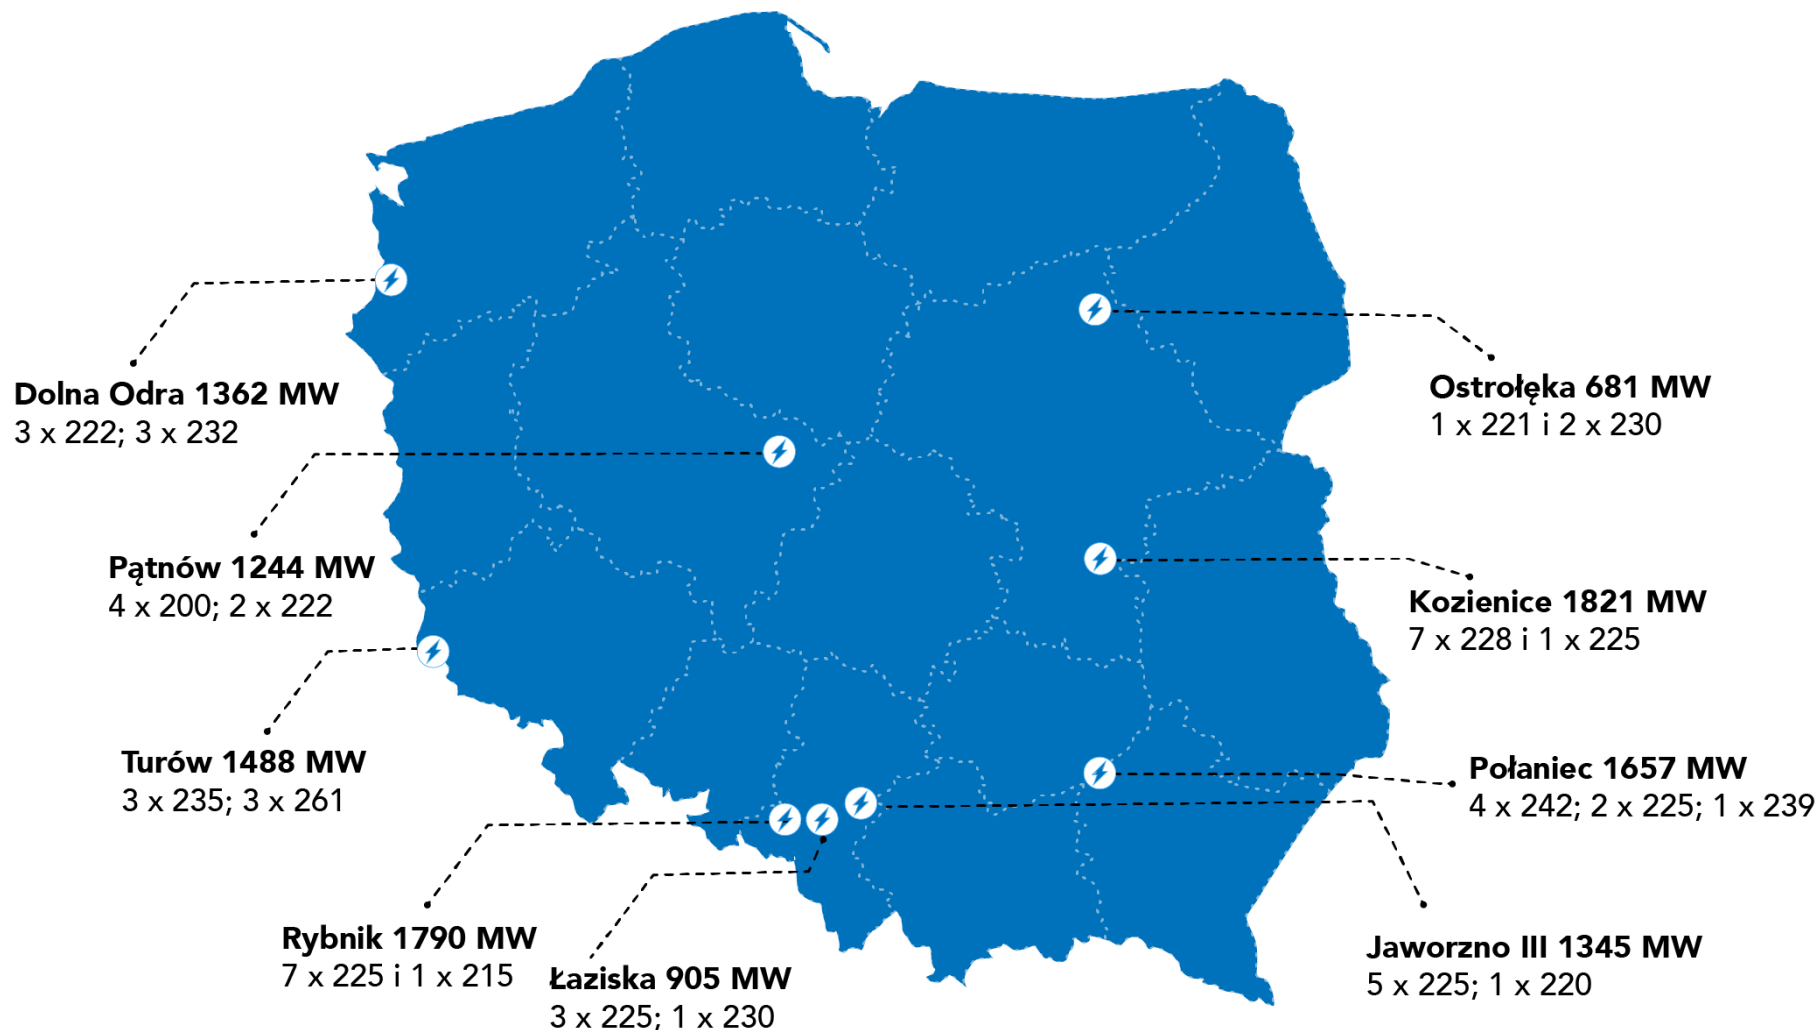 Dolna Odra 1362 MW
3 x 222; 3 x 232
Ostrołęka 681 MW
1 x 221 i 2 x 230
Pątnów 1244 MW
4 x 200; 2 x 222
Kozienice 1821 MW
7 x 228 i 1 x 225
Turów 1488 MW
3 x 235; 3 x 261
Połaniec 1657 MW
4 x 242; 2 x 225; 1 x 239
Rybnik 1790 MW
7 x 225 i 1 x 215
Łaziska 905 MW
3 x 225; 1 x 230
Jaworzno III 1345 MW
5 x 225; 1 x 220